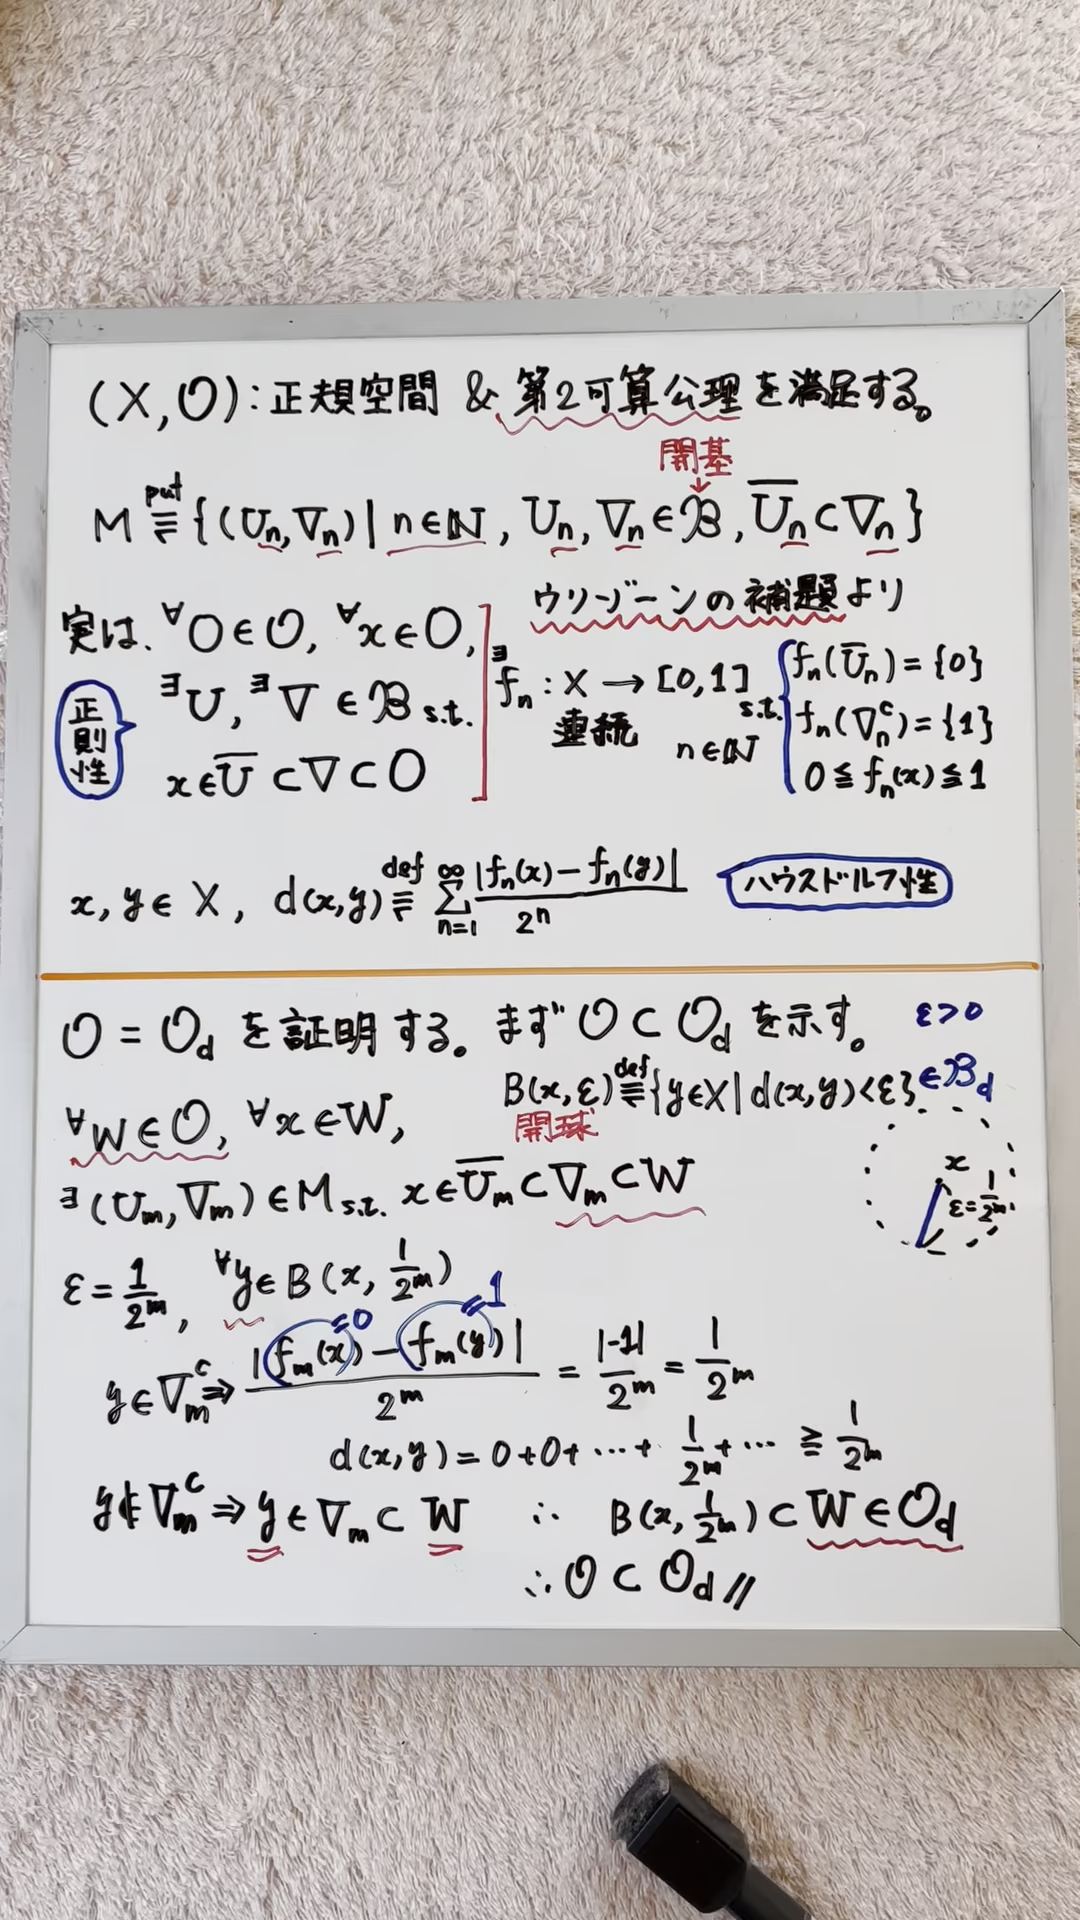 (X, O) : 正規空間 & 第2可算公理を満足する。
開基
↓
M put≡ {(Un, Vn) | n∈ℕ, Un, Vn∈ℬ, U̅n⊂Vn}
実は、∀O∈O, ∀x∈O,
∃U, ∃V∈ℬ s.t.
x∈U̅⊂V⊂O
正則性
ウリゾーンの補題より
∃fn : X → [0,1] s.t.
連続 n∈ℕ
fn(U̅n) = {0}
fn(Vnᶜ) = {1}
0 ≦ fn(x) ≦ 1
x, y∈X, d(x,y) def≡ ∑_{n=1}^{∞} |fn(x) − fn(y)| / 2ⁿ
ハウスドルフ性
O = Od を証明する。まず O⊂Od を示す。 ε>0
B(x,ε) def≡ {y∈X | d(x,y)<ε} ∈ℬd
開球
∀W∈O, ∀x∈W,
∃(Um, Vm)∈M s.t. x∈U̅m⊂Vm⊂W
x
ε=1/2ᵐ
ε = 1/2ᵐ, ∀y∈B(x, 1/2ᵐ)
=0 =1
y∈Vmᶜ ⇒ |fm(x) − fm(y)| / 2ᵐ = |-1| / 2ᵐ = 1/2ᵐ
d(x,y) = 0+0+ ⋯ + 1/2ᵐ + ⋯ ≧ 1/2ᵐ
y∉Vmᶜ ⇒ y∈Vm⊂W ∴ B(x, 1/2ᵐ)⊂W∈Od
∴ O⊂Od //